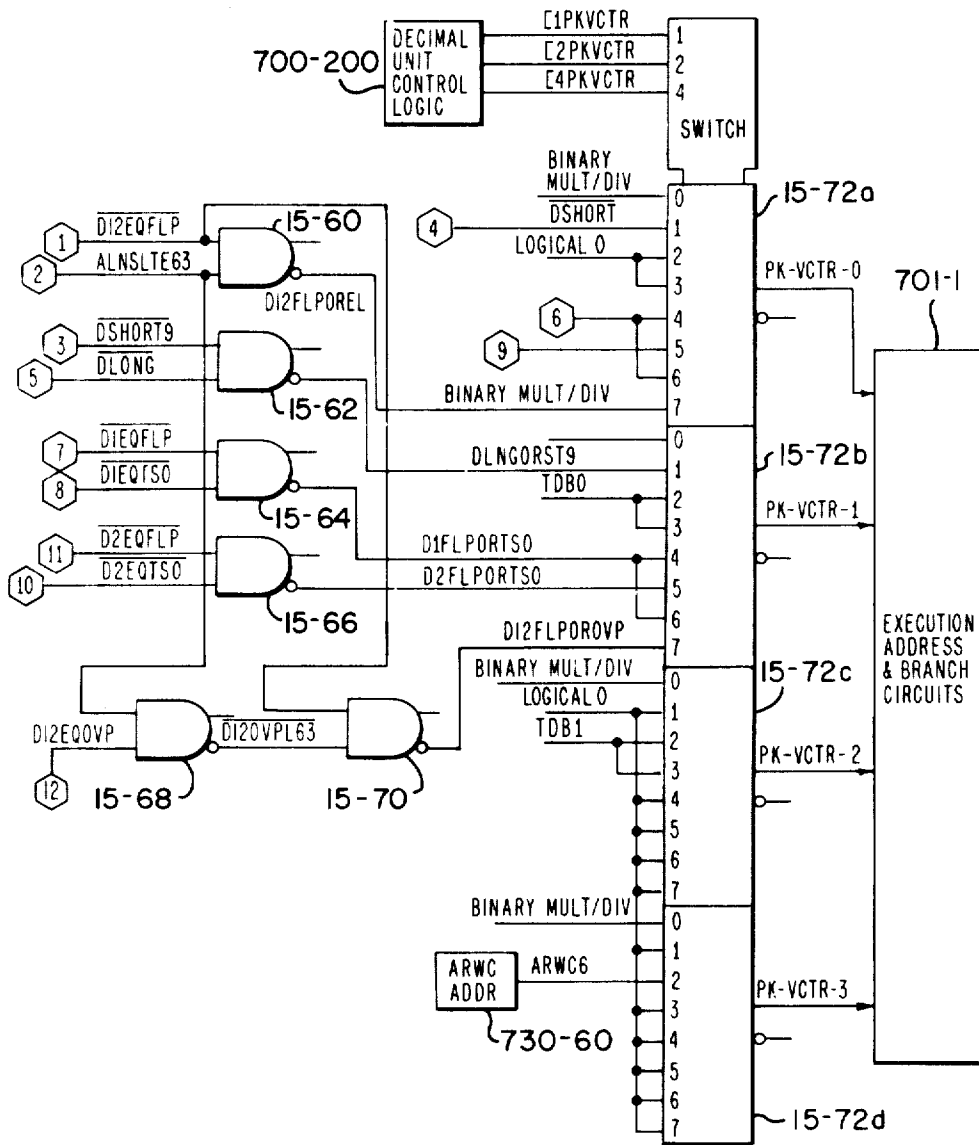 700-200
DECIMAL
UNIT
CONTROL
LOGIC
[1PKVCTR
[2PKVCTR
[4PKVCTR
1
2
4
SWITCH
BINARY
MULT/DIV
0
15-72a
4
DSHORT
1
LOGICAL 0
2
3
PK-VCTR-0
701-1
6
4
9
5
6
BINARY MULT/DIV
7
1
DI2EQFLP
15-60
2
ALNSLTE63
DI2FLPOREL
3
DSHORT9
5
DLONG
15-62
7
D1EQFLP
8
D1EQTSO
15-64
11
D2EQFLP
10
D2EQTSO
15-66
0
15-72b
DLNGORST9
1
TDB0
2
3
PK-VCTR-1
D1FLPORTSO
4
D2FLPORTSO
5
6
DI2FLPOROVP
7
EXECUTION
ADDRESS
& BRANCH
CIRCUITS
BINARY MULT/DIV
0
15-72c
LOGICAL 0
1
TDB1
2
3
PK-VCTR-2
4
5
6
7
DI2EQOVP
DI2OVPL63
12
15-68
15-70
BINARY MULT/DIV
0
1
ARWC
ADDR
ARWC6
2
3
PK-VCTR-3
730-60
4
5
6
7
15-72d